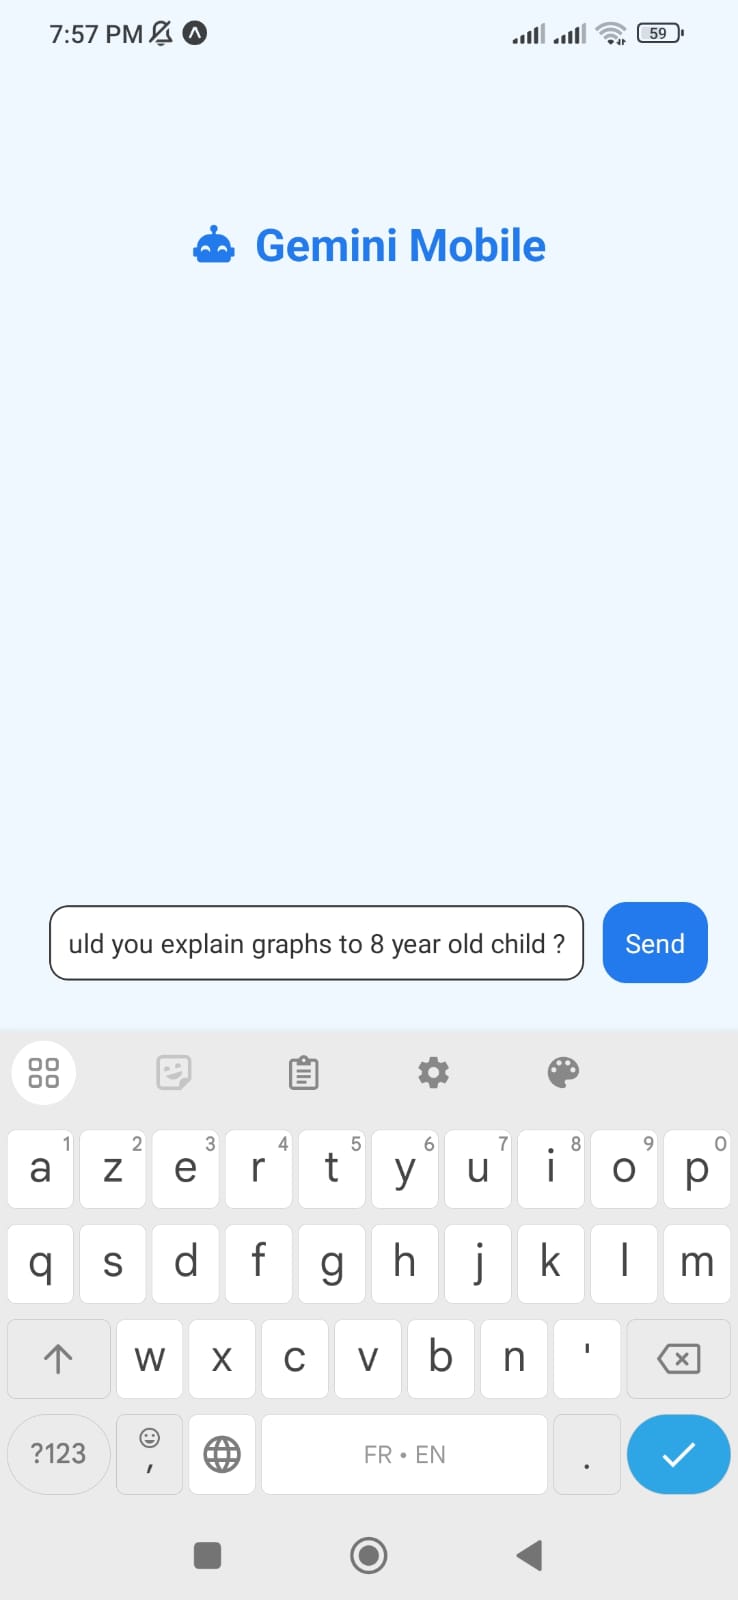 7:57 PM
59
Gemini Mobile
uld you explain graphs to 8 year old child ?
Send
a 1 z 2 e 3 r 4 t 5 y 6 u 7 i 8 o 9 p 0
q s d f g h j k l m
w x c v b n '
?123 , FR • EN .